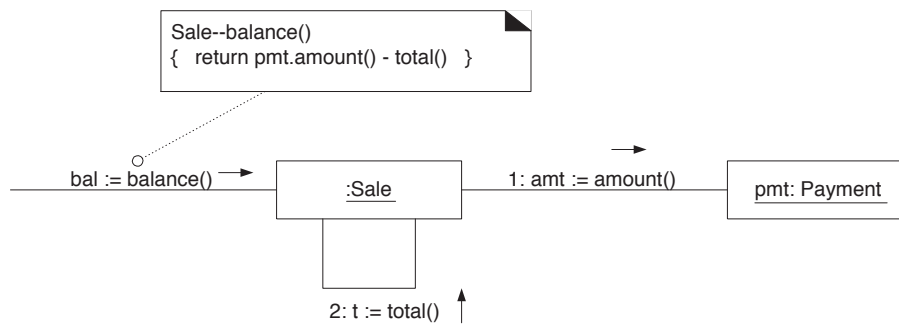 Sale--balance()
{ return pmt.amount() - total() }
bal := balance()
:Sale
1: amt := amount()
pmt: Payment
2: t := total()